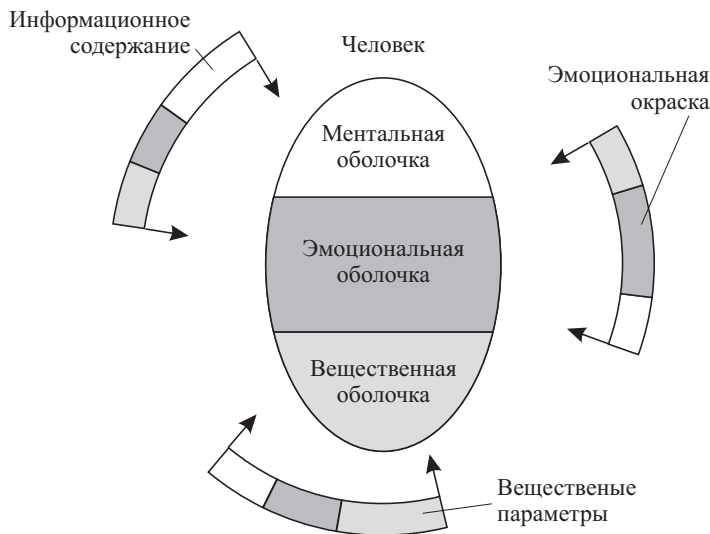 Информационное
содержание
Человек
Эмоциональная
окраска
Ментальная
оболочка
Эмоциональная
оболочка
Вещественная
оболочка
Вещественые
параметры